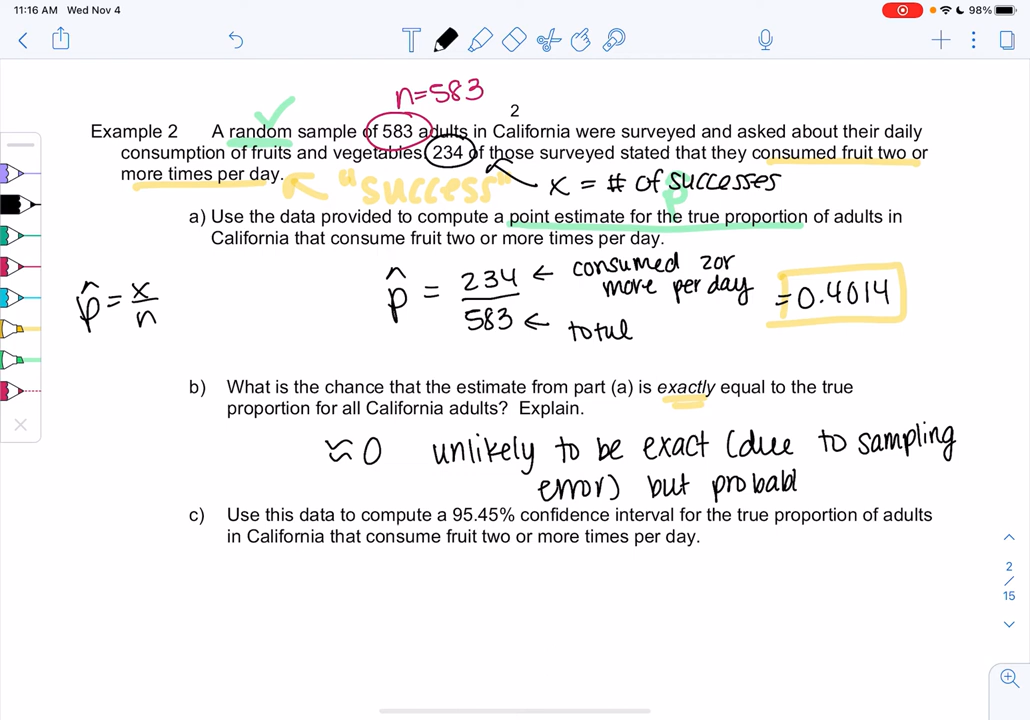 11:16 AM Wed Nov 4
98%
T
n=583
2
Example 2 A random sample of 583 adults in California were surveyed and asked about their daily
consumption of fruits and vegetables 234 of those surveyed stated that they consumed fruit two or
more times per day.
"success"
x = # of successes
p
a) Use the data provided to compute a point estimate for the true proportion of adults in
California that consume fruit two or more times per day.
p̂ = x/n
p̂ = 234/583
consumed 2 or
more per day
total
= 0.4014
b) What is the chance that the estimate from part (a) is exactly equal to the true
proportion for all California adults? Explain.
≈ 0 unlikely to be exact (due to sampling
error) but probabl
c) Use this data to compute a 95.45% confidence interval for the true proportion of adults
in California that consume fruit two or more times per day.
2
/
15